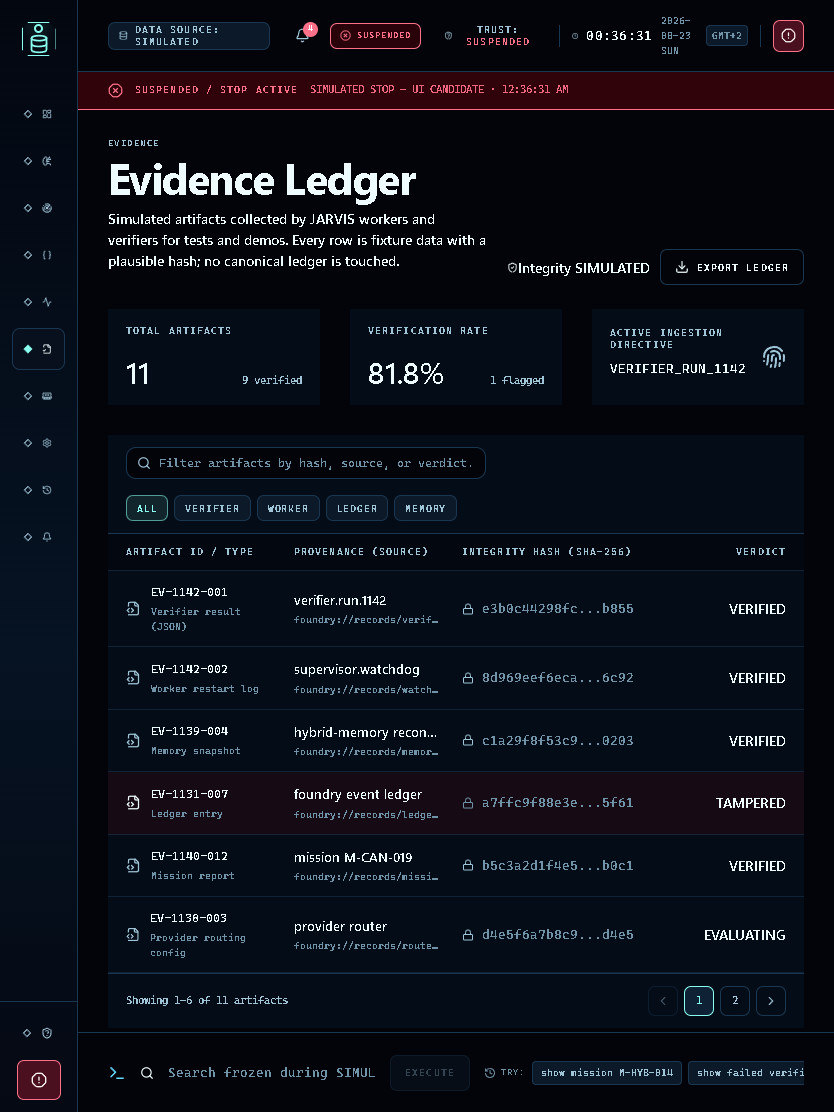 DATA SOURCE:
SIMULATED
4
SUSPENDED
TRUST:
SUSPENDED
00:36:31
2026-
08-23
SUN
GMT+2
SUSPENDED / STOP ACTIVE SIMULATED STOP — UI CANDIDATE · 12:36:31 AM
EVIDENCE
Evidence Ledger
Simulated artifacts collected by JARVIS workers and
verifiers for tests and demos. Every row is fixture data with a
plausible hash; no canonical ledger is touched.
Integrity SIMULATED
EXPORT LEDGER
TOTAL ARTIFACTS
11
9 verified
VERIFICATION RATE
81.8%
1 flagged
ACTIVE INGESTION
DIRECTIVE
VERIFIER_RUN_1142
Filter artifacts by hash, source, or verdict.
ALL VERIFIER WORKER LEDGER MEMORY
ARTIFACT ID / TYPE PROVENANCE (SOURCE) INTEGRITY HASH (SHA-256) VERDICT
EV-1142-001
Verifier result
(JSON)
verifier.run.1142
foundry://records/verif…
e3b0c44298fc...b855
VERIFIED
EV-1142-002
Worker restart log
supervisor.watchdog
foundry://records/watch…
8d969eef6eca...6c92
VERIFIED
EV-1139-004
Memory snapshot
hybrid-memory recon…
foundry://records/memor…
c1a29f8f53c9...0203
VERIFIED
EV-1131-007
Ledger entry
foundry event ledger
foundry://records/ledge…
a7ffc9f88e3e...5f61
TAMPERED
EV-1140-012
Mission report
mission M-CAN-019
foundry://records/missi…
b5c3a2d1f4e5...b0c1
VERIFIED
EV-1138-003
Provider routing
config
provider router
foundry://records/route…
d4e5f6a7b8c9...d4e5
EVALUATING
Showing 1–6 of 11 artifacts
1 2
Search frozen during SIMUL
EXECUTE
TRY:
show mission M-HYB-014
show failed verifi